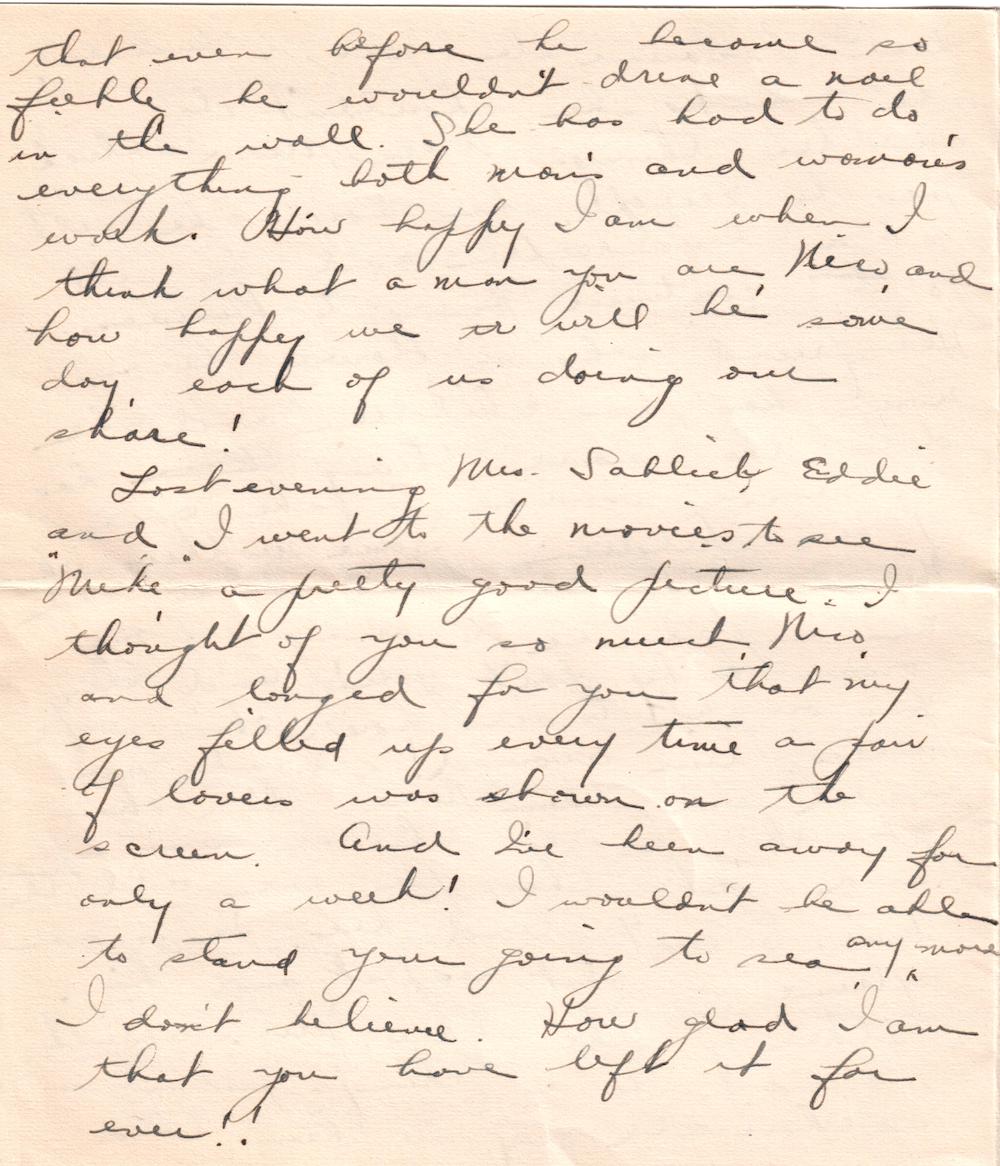 that even before he became so
feeble he wouldn't drive a nail
in the wall. She has had to do
everything both man's and woman's
work. How happy I am when I
think what a man you are Nico and
how happy we will be some
day, each of us doing our
share!
Last evening Mrs. Sablich, Eddie
and I went to the movies to see
"Mike" a pretty good picture. I
thought of you so much, Nico,
and longed for you that my
eyes filled up every time a pair
of lovers was shown on the
screen. And I've been away for
only a week! I wouldn't be able
to stand your going to sea any more,
I don't believe. How glad I am
that you have left it for
ever!!